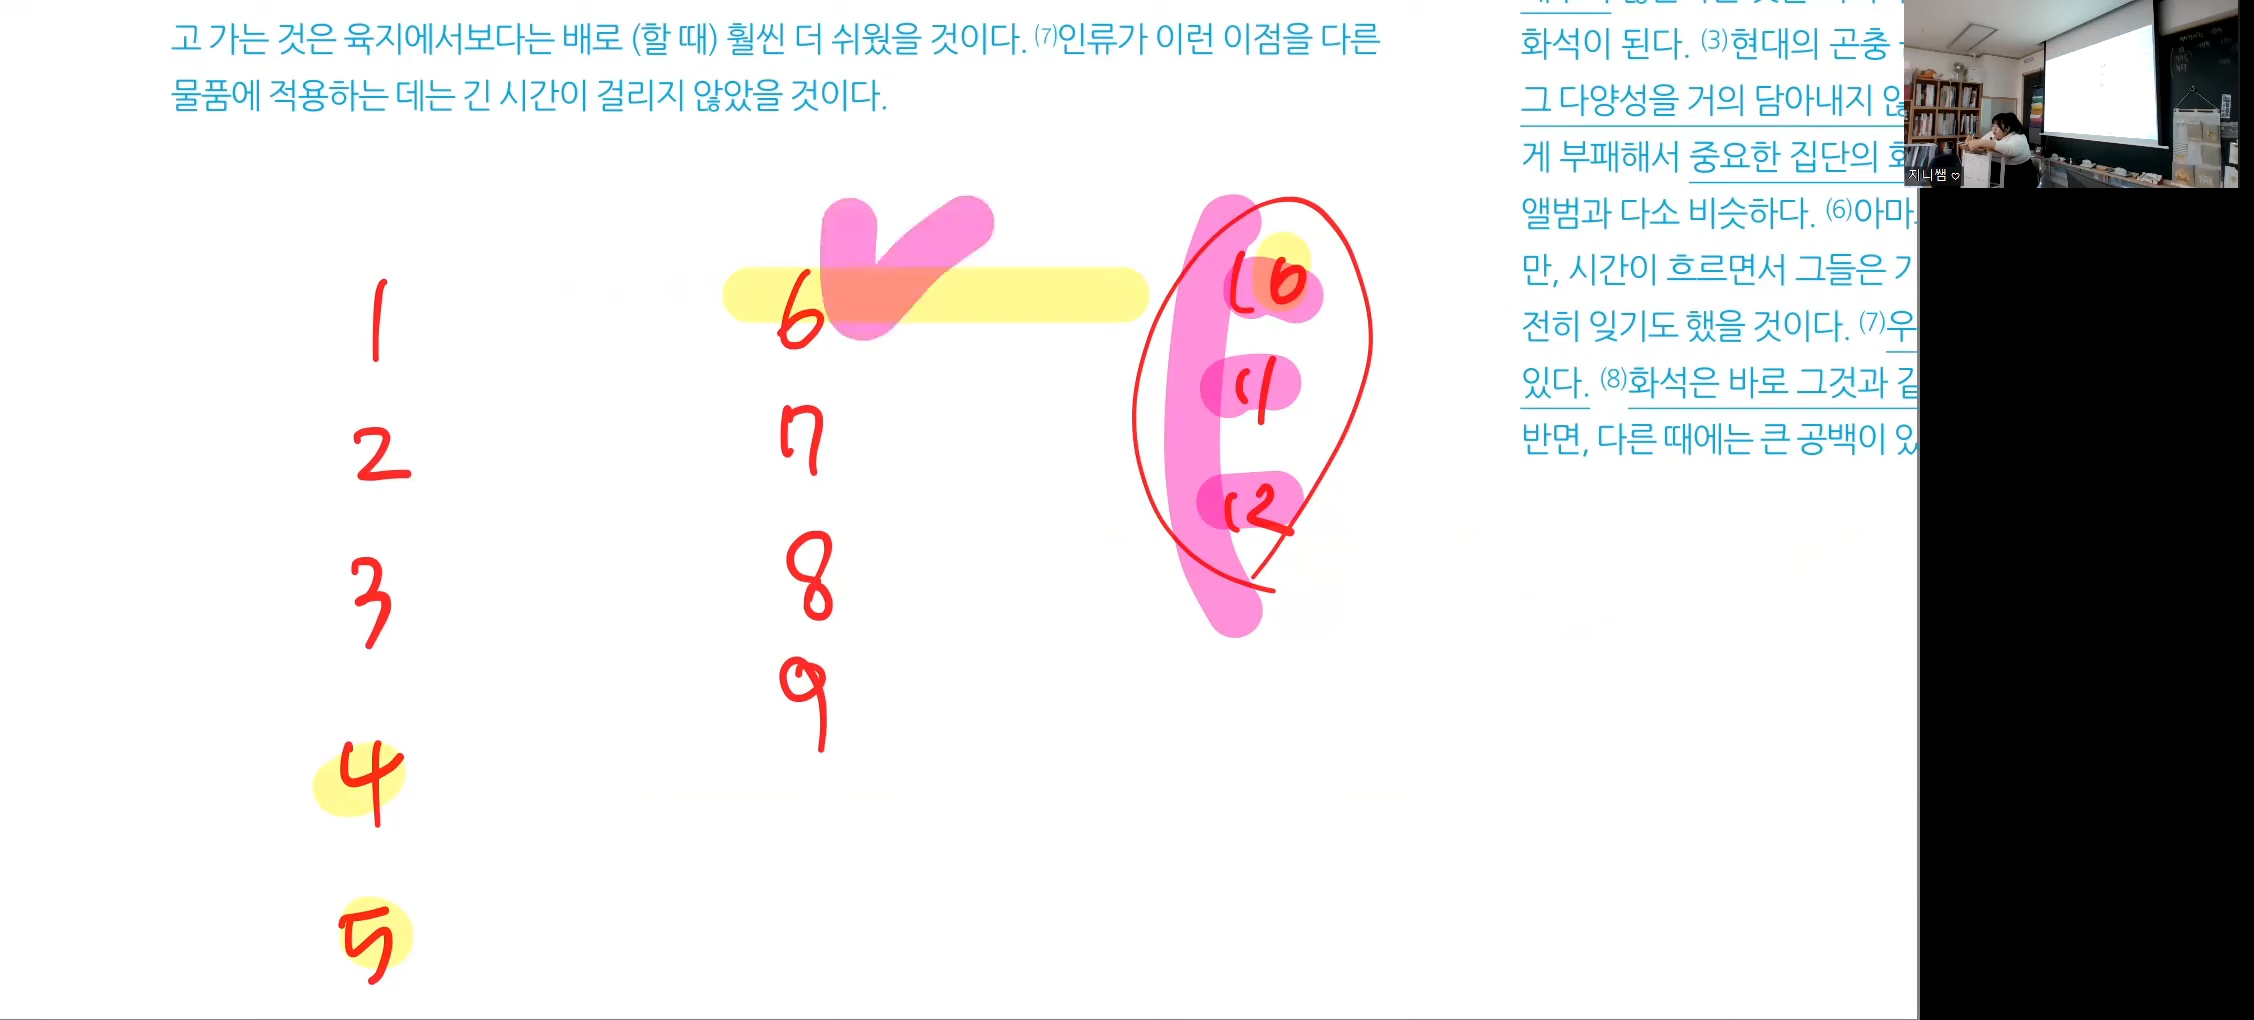 고 가는 것은 육지에서보다는 배로 (할 때) 훨씬 더 쉬웠을 것이다. ⑺인류가 이런 이점을 다른
물품에 적용하는 데는 긴 시간이 걸리지 않았을 것이다.
1
2
3
4
5
6
7
8
9
10
11
12
화석이 된다. ⑶현대의 곤충
그 다양성을 거의 담아내지
게 부패해서 중요한 집단의
앨범과 다소 비슷하다. ⑹아마
만, 시간이 흐르면서 그들은
전히 잊기도 했을 것이다. ⑺우
있다. ⑻화석은 바로 그것과
반면, 다른 때에는 큰 공백이
지니쌤 ♡